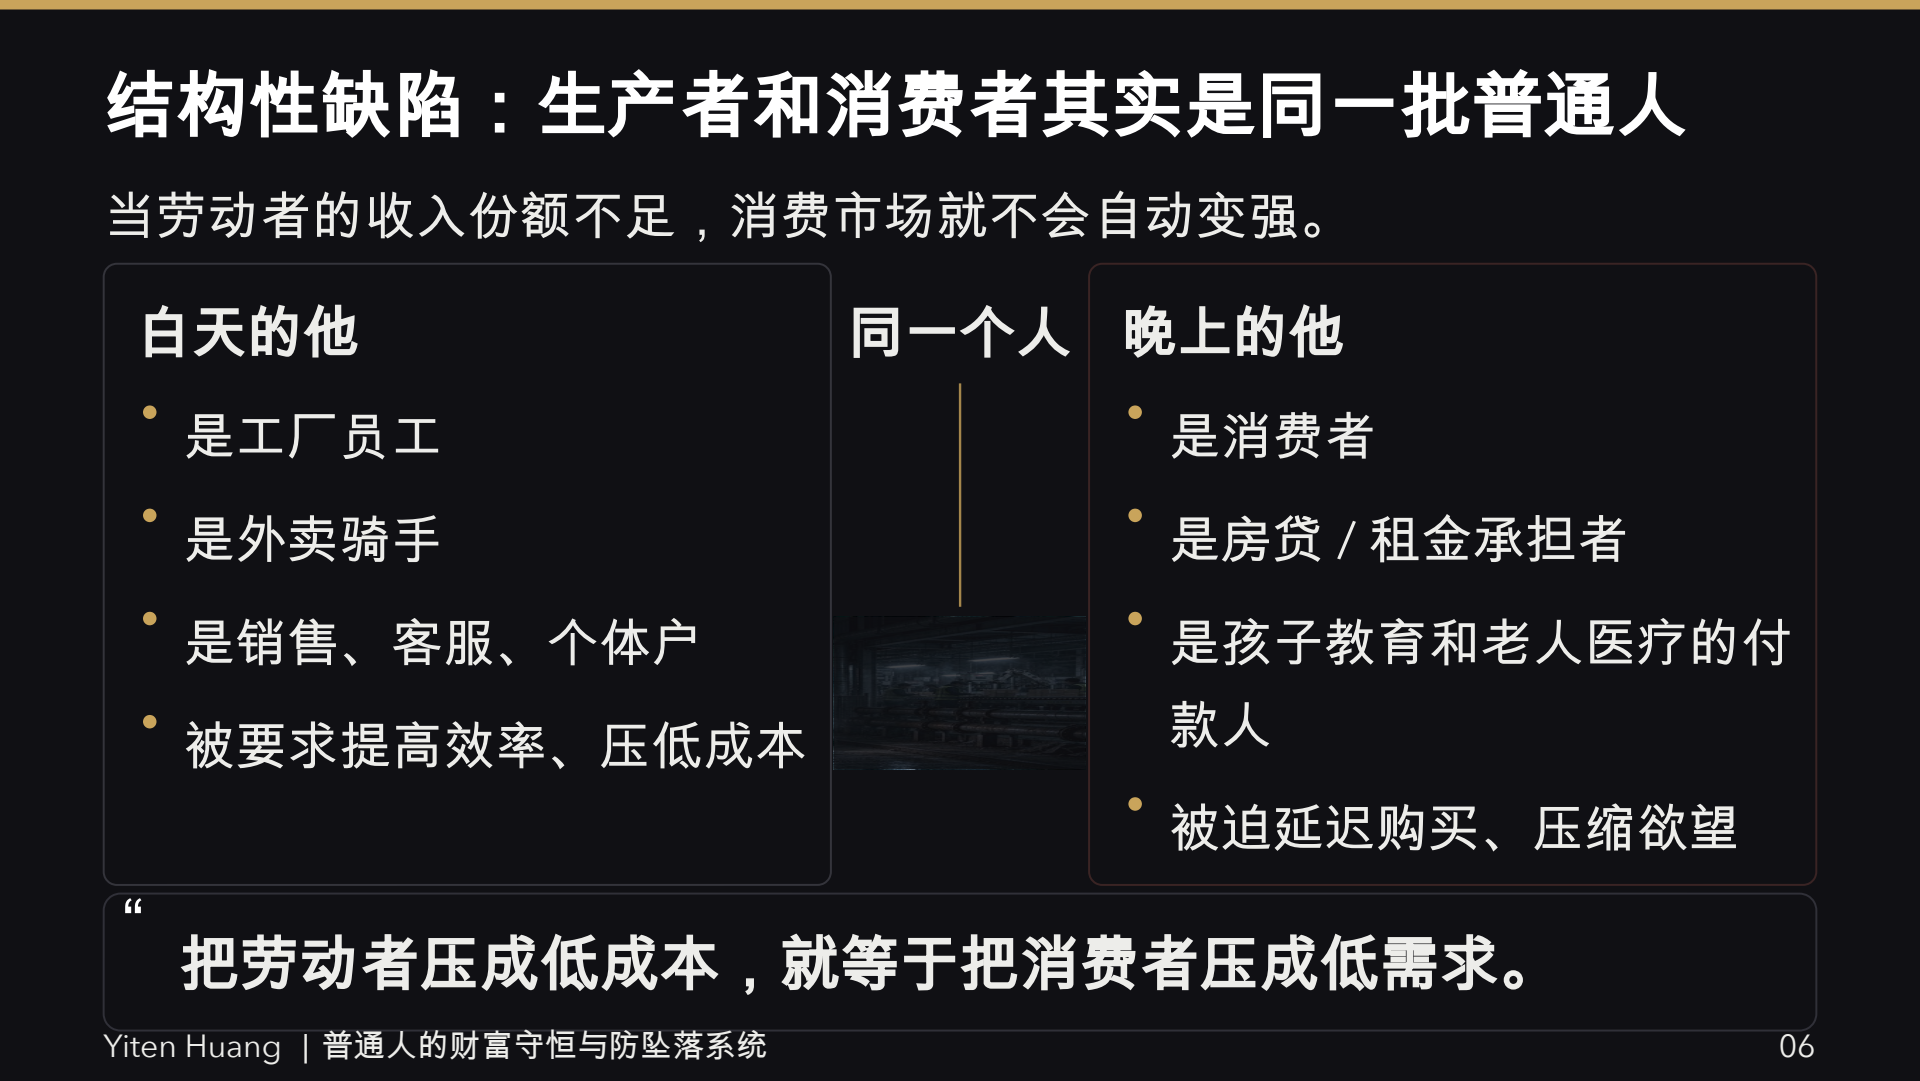 结构性缺陷：生产者和消费者其实是同一批普通人
当劳动者的收入份额不足，消费市场就不会自动变强。
白天的他
• 是工厂员工
• 是外卖骑手
• 是销售、客服、个体户
• 被要求提高效率、压低成本
同一个人
晚上的他
• 是消费者
• 是房贷 / 租金承担者
• 是孩子教育和老人医疗的付
款人
• 被迫延迟购买、压缩欲望
“
把劳动者压成低成本，就等于把消费者压成低需求。
Yiten Huang ｜普通人的财富守恒与防坠落系统
06